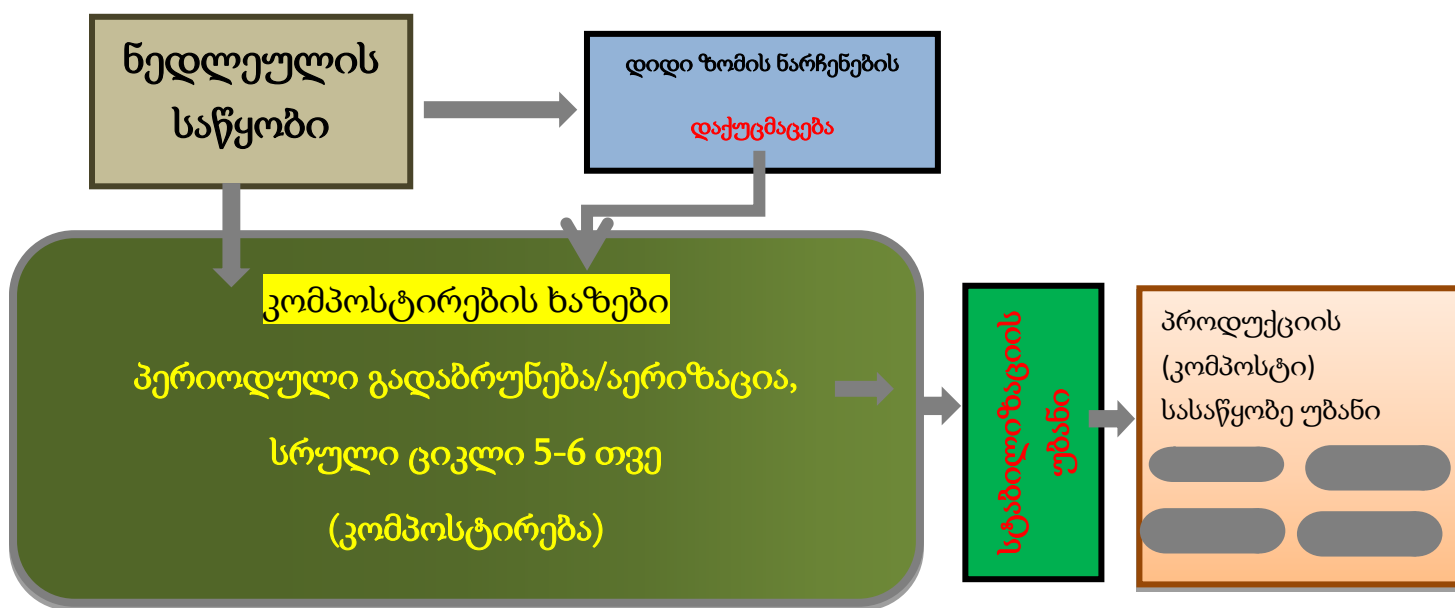 ნედლეულის
საწყობი
დიდი ზომის ნარჩენების
დაქუცმაცება
კომპოსტირების ხაზები
პერიოდული გადაბრუნება/აერიზაცია,
სრული ციკლი 5-6 თვე
(კომპოსტირება)
სტაბილიზაციის
უბანი
პროდუქციის
(კომპოსტი)
სასაწყობე უბანი